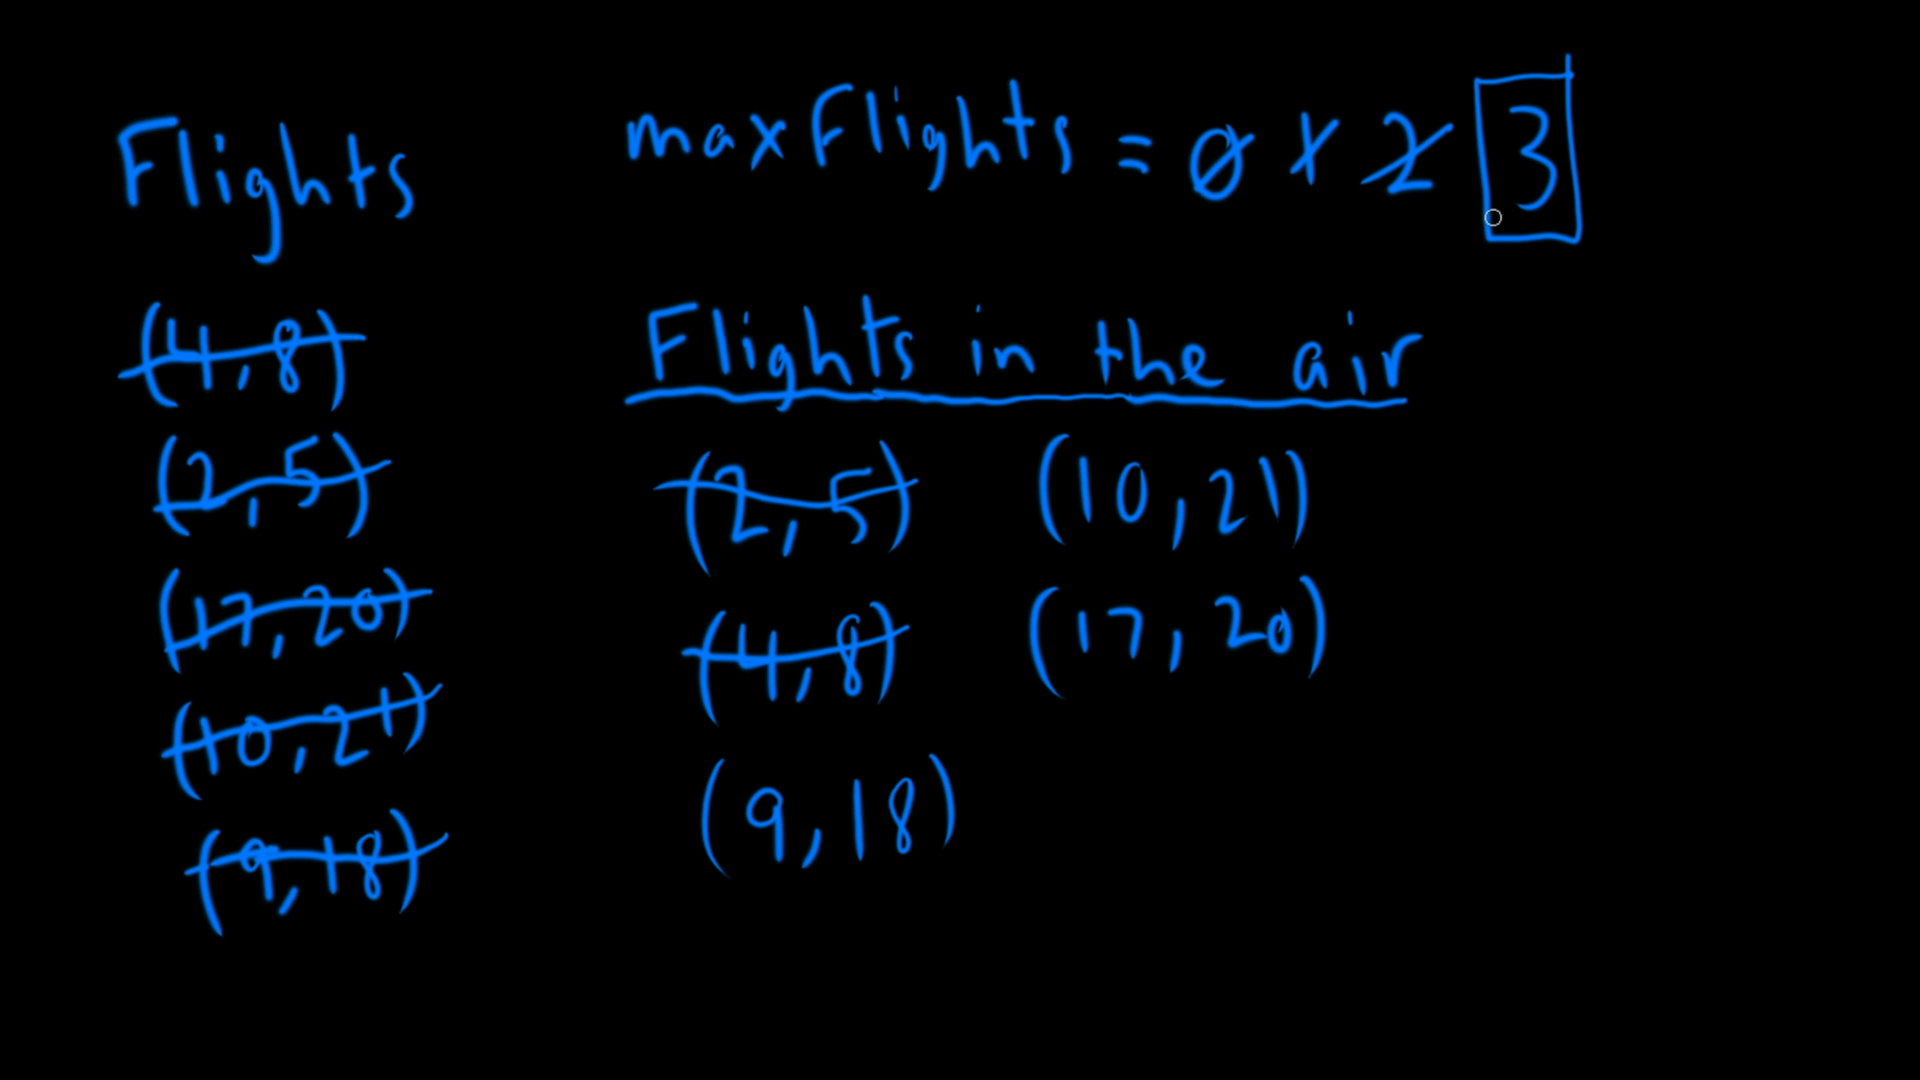 Flights
maxFlights = 0 1 2 3
(4,8)
(2,5)
(17,20)
(10,21)
(9,18)
Flights in the air
(2,5) (10,21)
(4,8) (17,20)
(9,18)